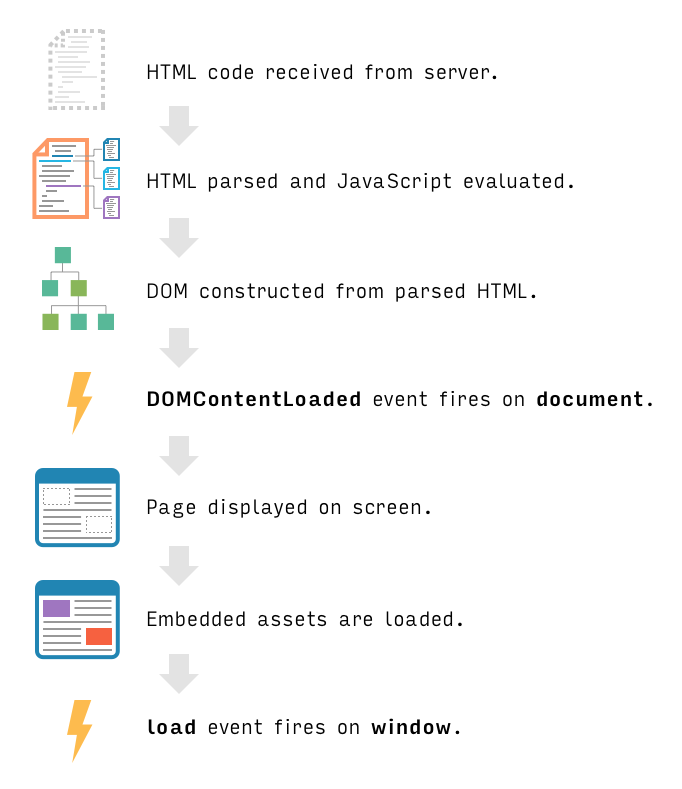 HTML code received from server.
HTML parsed and JavaScript evaluated.
DOM constructed from parsed HTML.
DOMContentLoaded event fires on document.
Page displayed on screen.
Embedded assets are loaded.
load event fires on window.